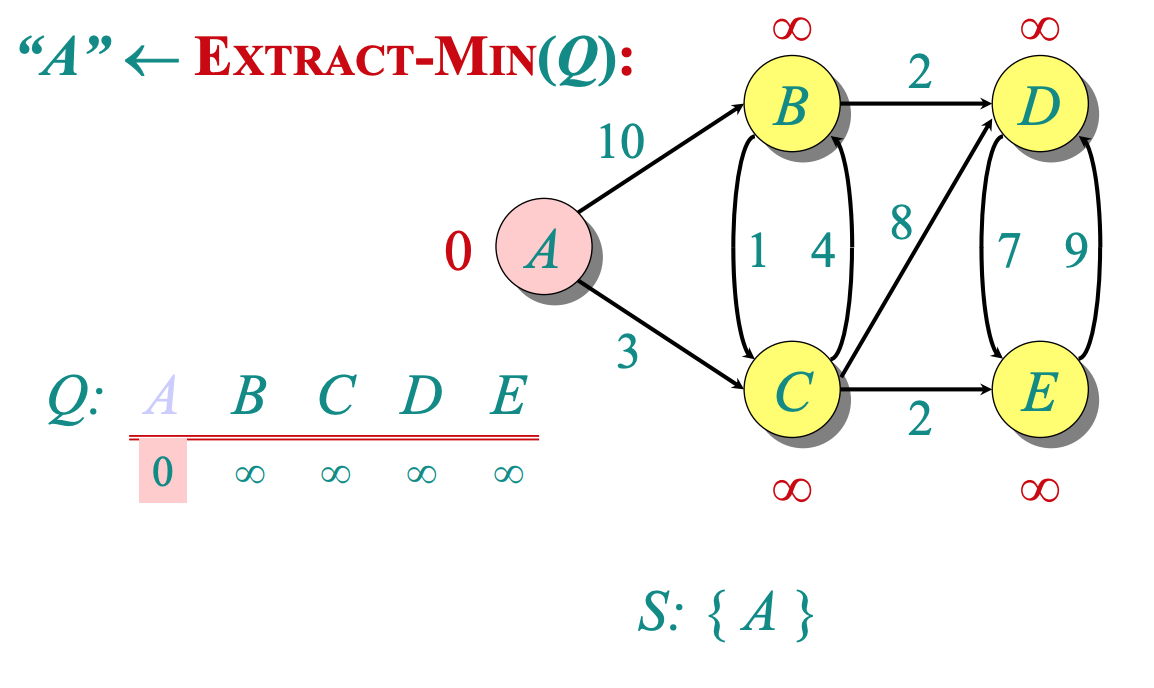 “A” ← EXTRACT-MIN(Q):
∞ ∞
B 2 D
10
A
0
1 4 8 7 9
3
C 2 E
∞ ∞
Q: A B C D E
0 ∞ ∞ ∞ ∞
S: { A }